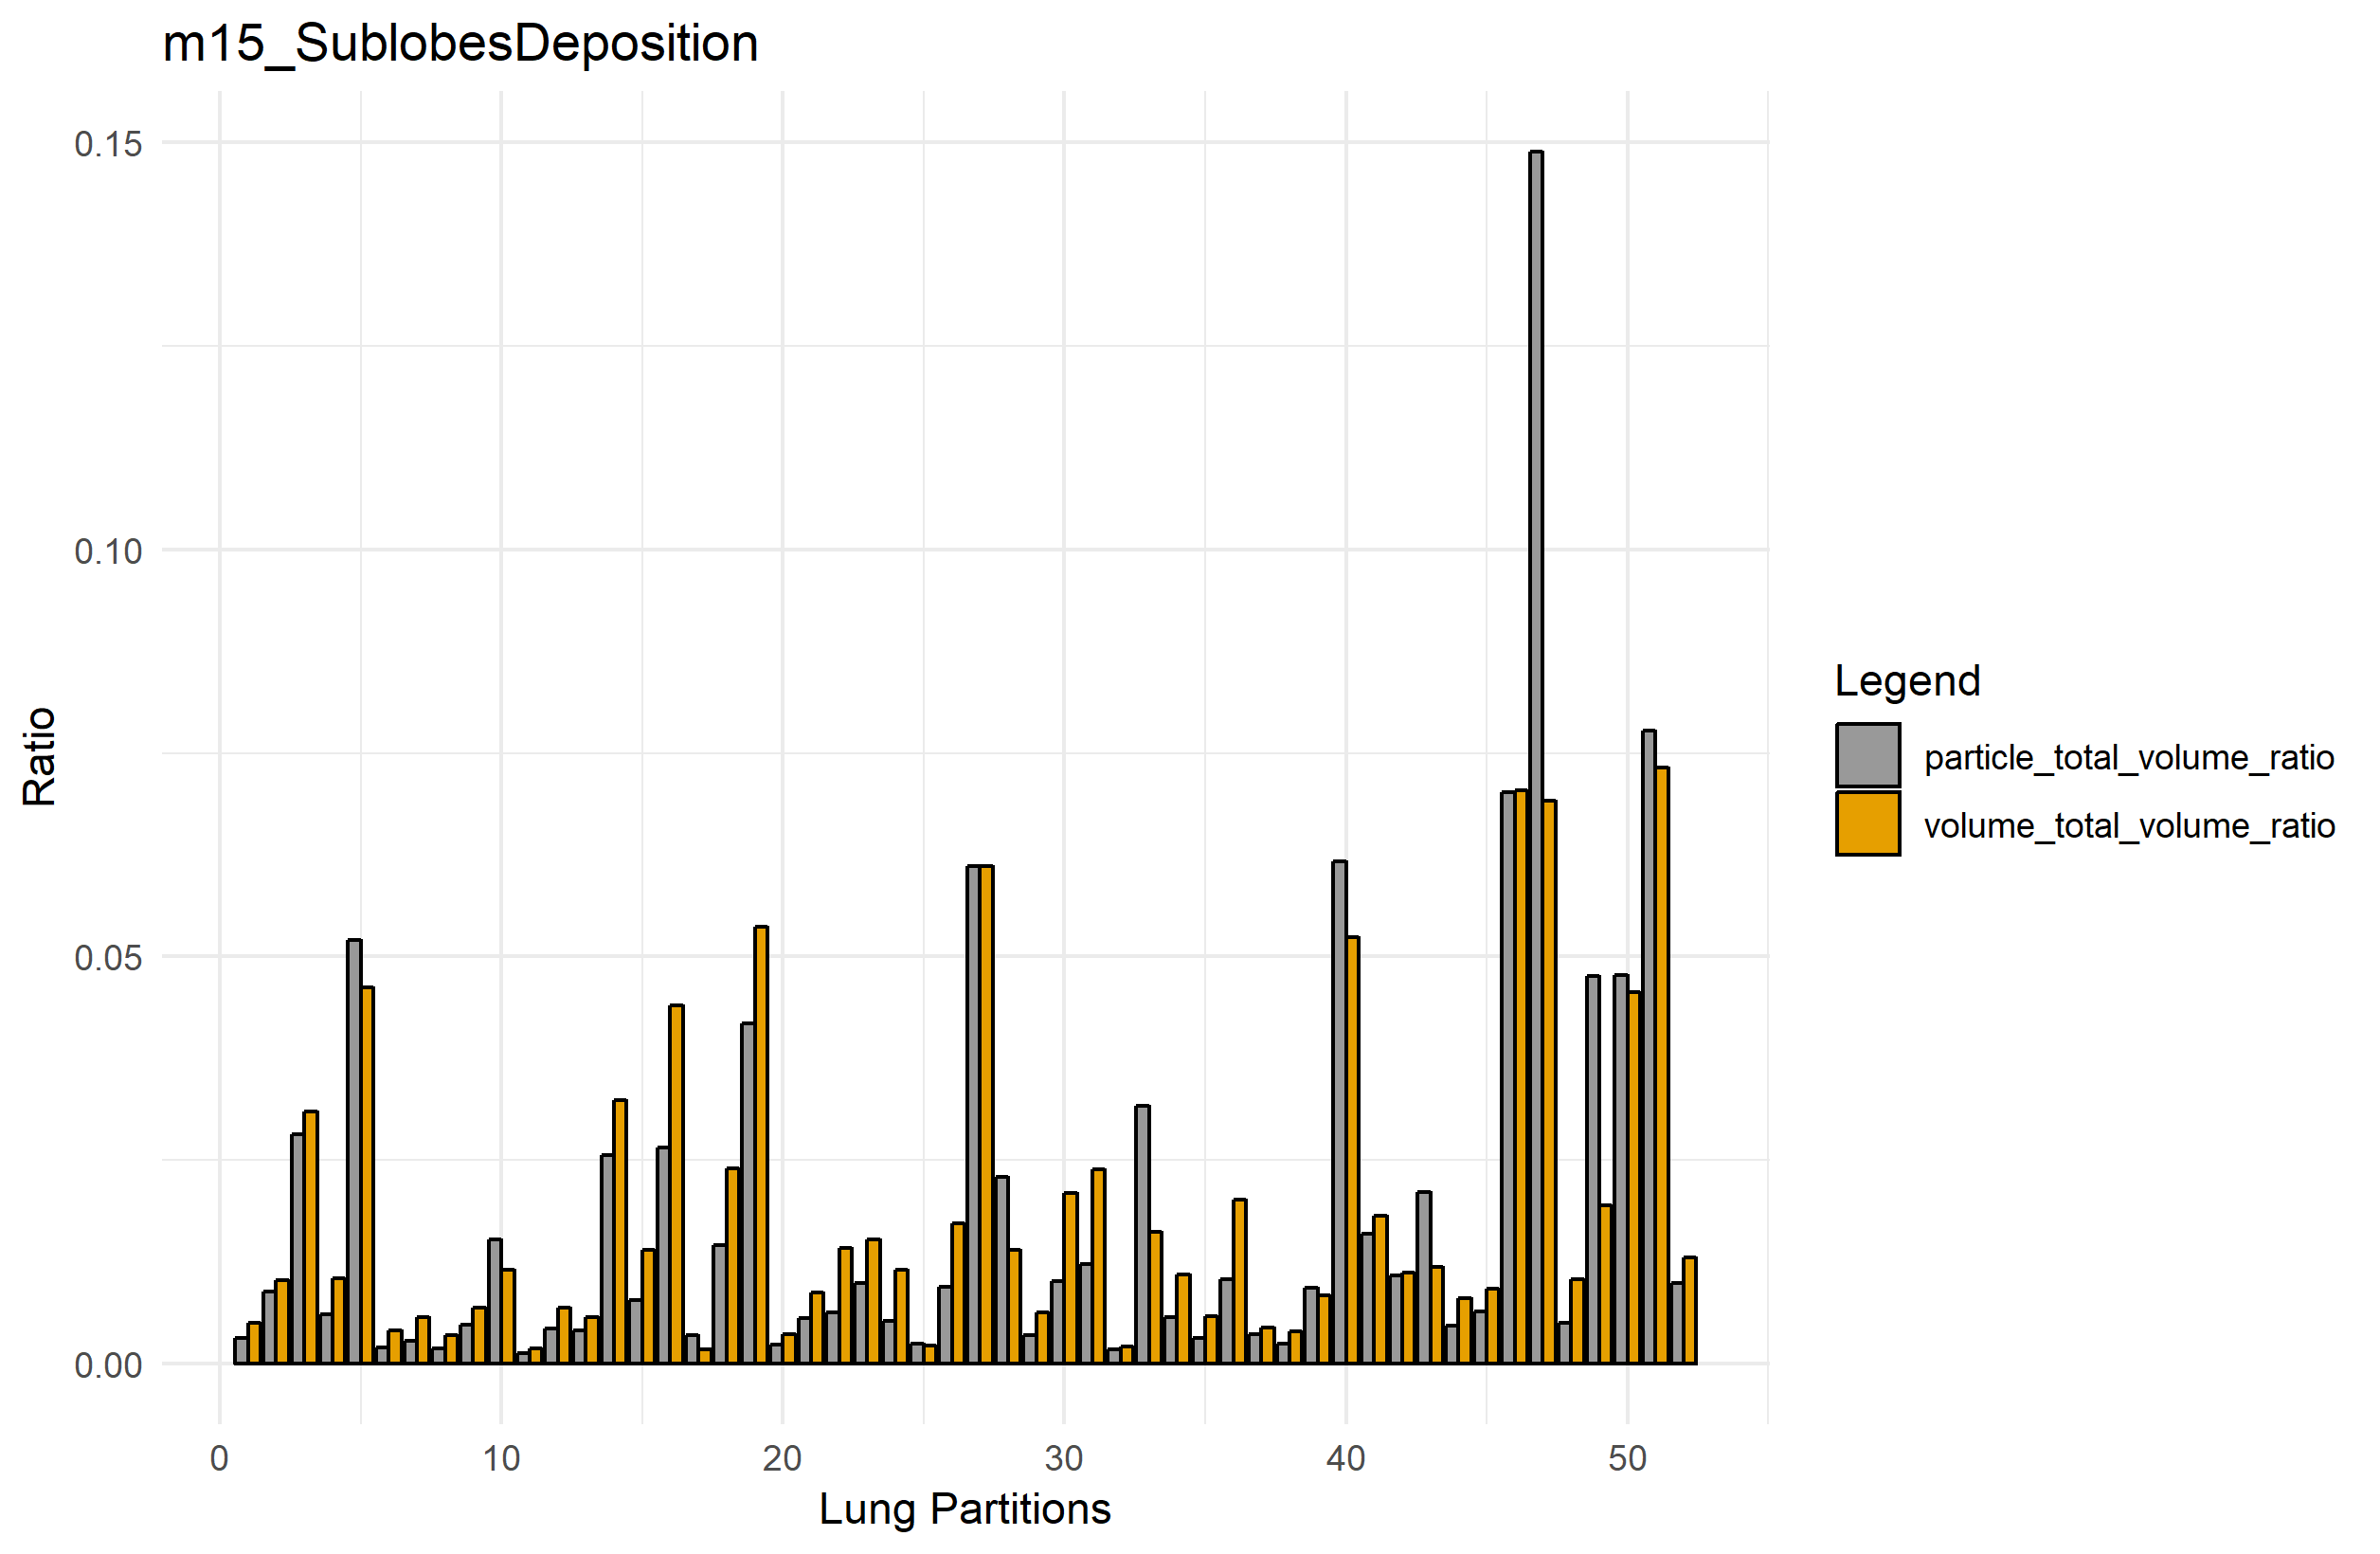 m15_SublobesDeposition
0.15
0.10
0.05
0.00
Ratio
0 10 20 30 40 50
Lung Partitions
Legend
particle_total_volume_ratio
volume_total_volume_ratio